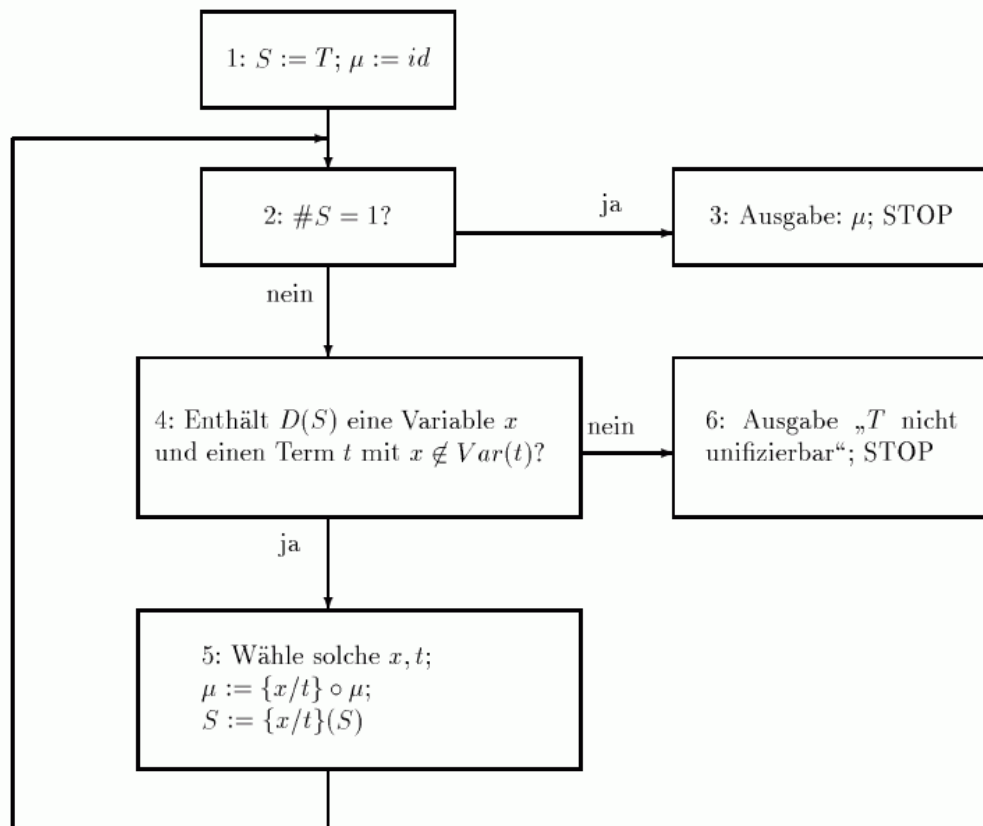 1: S := T; μ := id
2: #S = 1?
ja
3: Ausgabe: μ; STOP
nein
4: Enthält D(S) eine Variable x
und einen Term t mit x ∉ Var(t)?
nein
6: Ausgabe „T nicht
unifizierbar“; STOP
ja
5: Wähle solche x, t;
μ := {x/t} ∘ μ;
S := {x/t}(S)